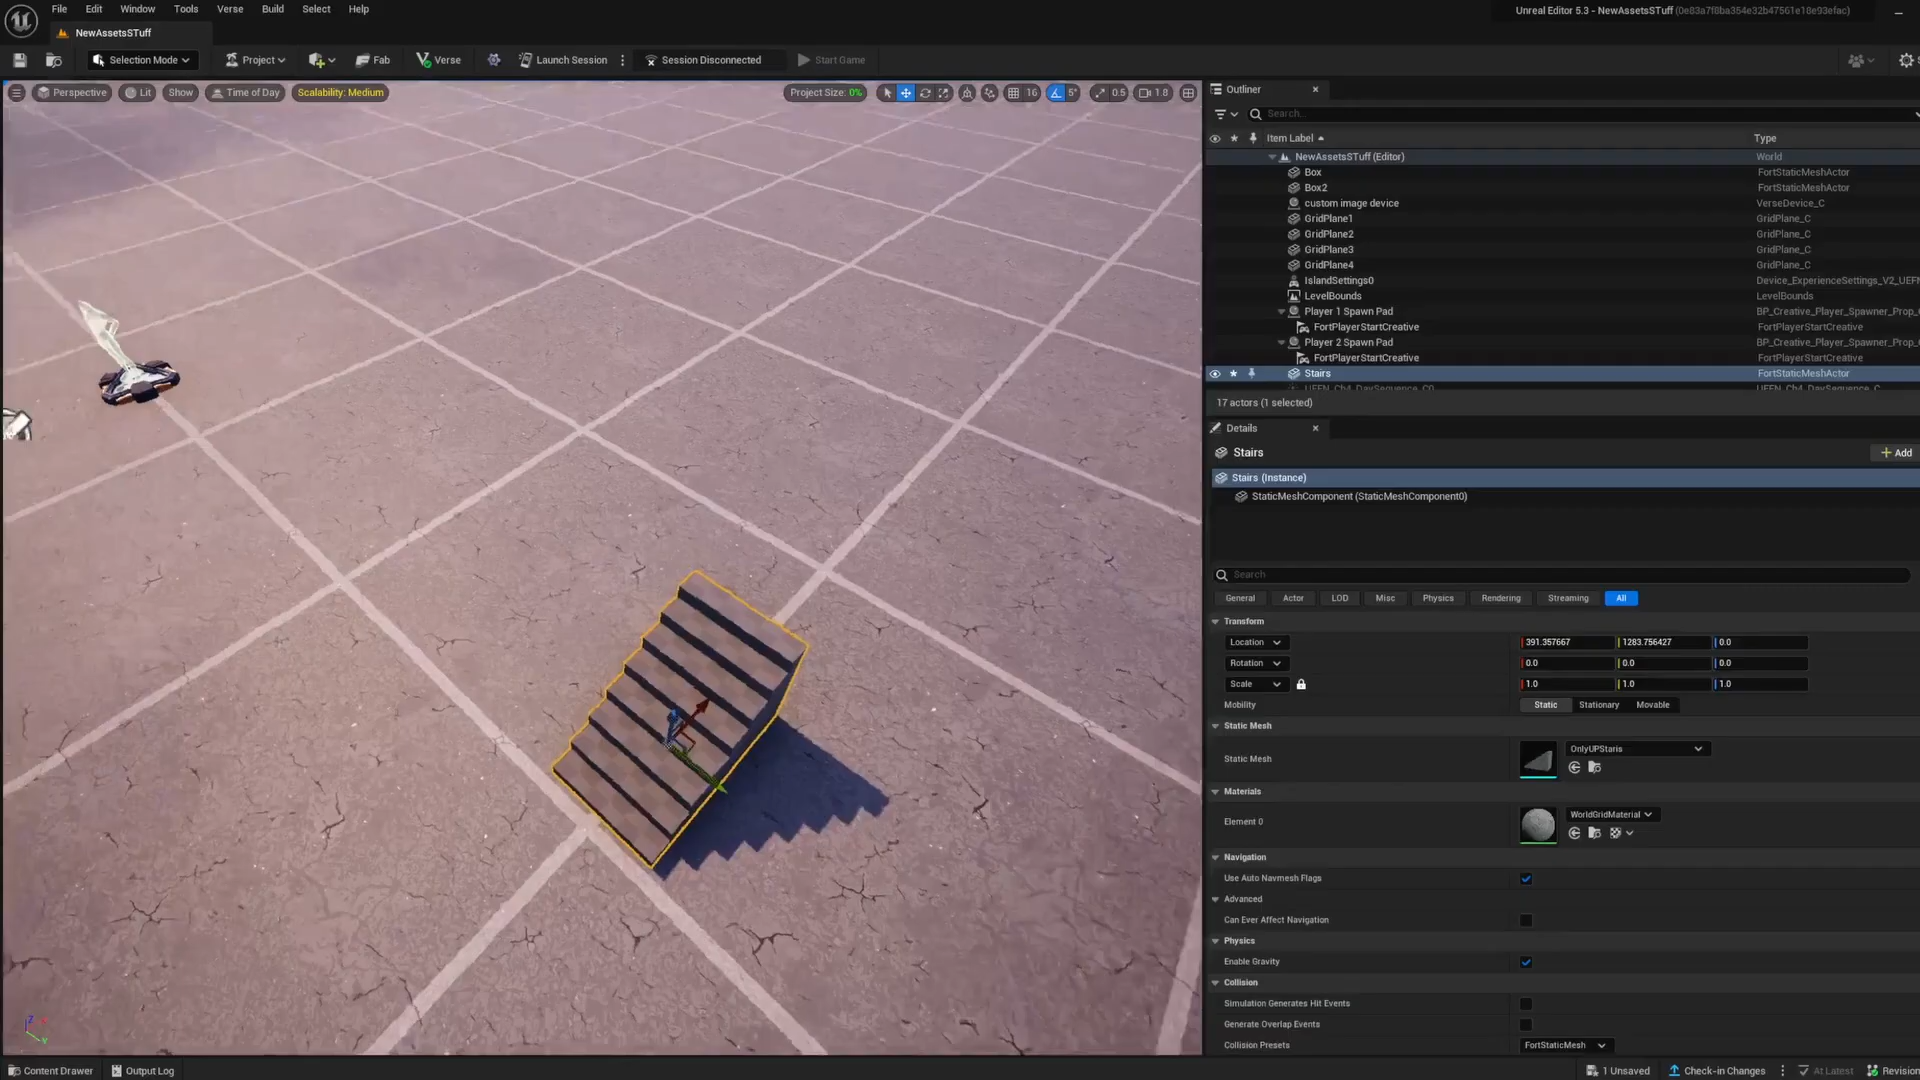 File Edit Window Tools Verse Build Select Help
Unreal Editor 5.3 - NewAssetsSTuff
NewAssetsSTuff
Selection Mode Project Fab Verse Launch Session Session Disconnected Start Game
Perspective Lit Show Time of Day Scalability: Medium Project Size: 0% 16 5° 0.5 1.8
Outliner
Search...
Item Label Type
NewAssetsSTuff (Editor) World
Box FortStaticMeshActor
Box2 FortStaticMeshActor
custom image device VerseDevice_C
GridPlane1 GridPlane_C
GridPlane2 GridPlane_C
GridPlane3 GridPlane_C
GridPlane4 GridPlane_C
IslandSettings0 Device_ExperienceSettings_V2_UEFN
LevelBounds LevelBounds
Player 1 Spawn Pad BP_Creative_Player_Spawner_Prop_C
FortPlayerStartCreative FortPlayerStartCreative
Player 2 Spawn Pad BP_Creative_Player_Spawner_Prop_C
FortPlayerStartCreative FortPlayerStartCreative
Stairs FortStaticMeshActor
17 actors (1 selected)
Details
Stairs Add
Stairs (Instance)
StaticMeshComponent (StaticMeshComponent0)
Search
General Actor LOD Misc Physics Rendering Streaming All
Transform
Location 391.357667 1283.756427 0.0
Rotation 0.0 0.0 0.0
Scale 1.0 1.0 1.0
Mobility Static Stationary Movable
Static Mesh
Static Mesh OnlyUPStaris
Materials
Element 0 WorldGridMaterial
Navigation
Use Auto Navmesh Flags
Advanced
Can Ever Affect Navigation
Physics
Enable Gravity
Collision
Simulation Generates Hit Events
Generate Overlap Events
Collision Presets FortStaticMesh
Content Drawer Output Log 1 Unsaved Check-in Changes At Latest Revision